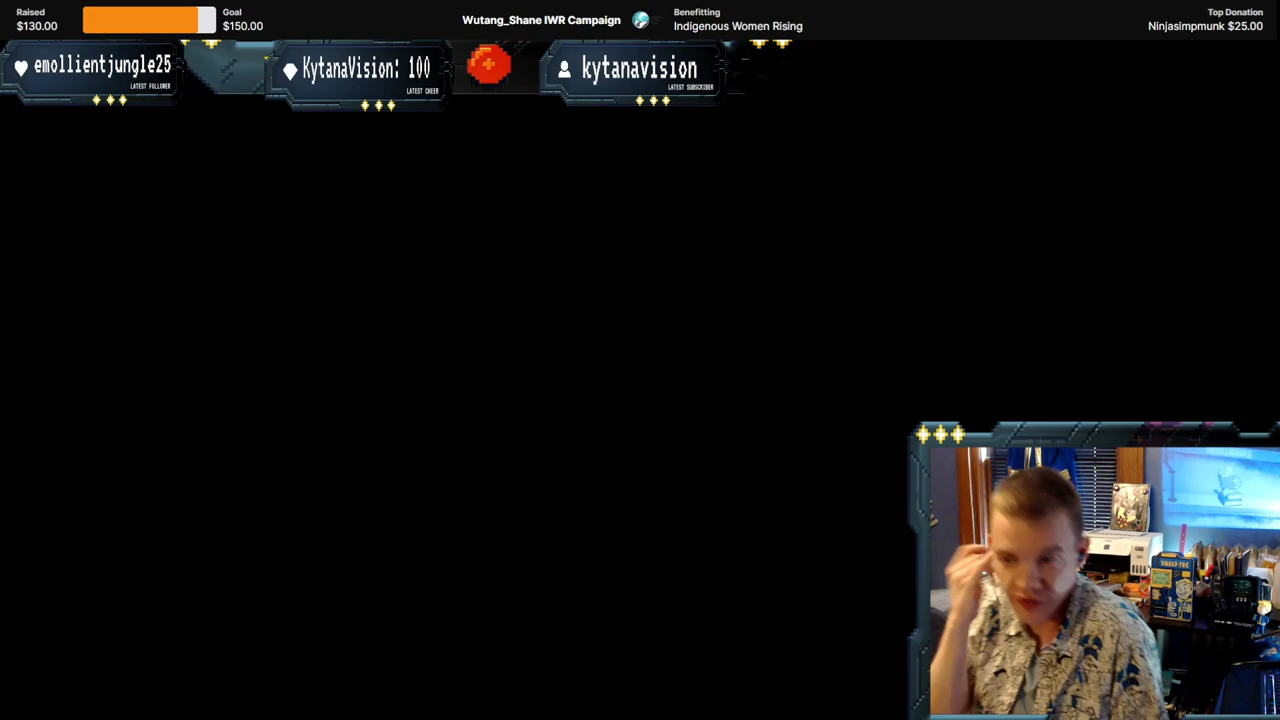 Raised
$130.00
Goal
$150.00
Wutang_Shane IWR Campaign
Benefitting
Indigenous Women Rising
Top Donation
Ninjasimpmunk $25.00
emollientjungle25
LATEST FOLLOWER
KytanaVision: 100
LATEST CHEER
kytanavision
LATEST SUBSCRIBER
VAULT-TEC